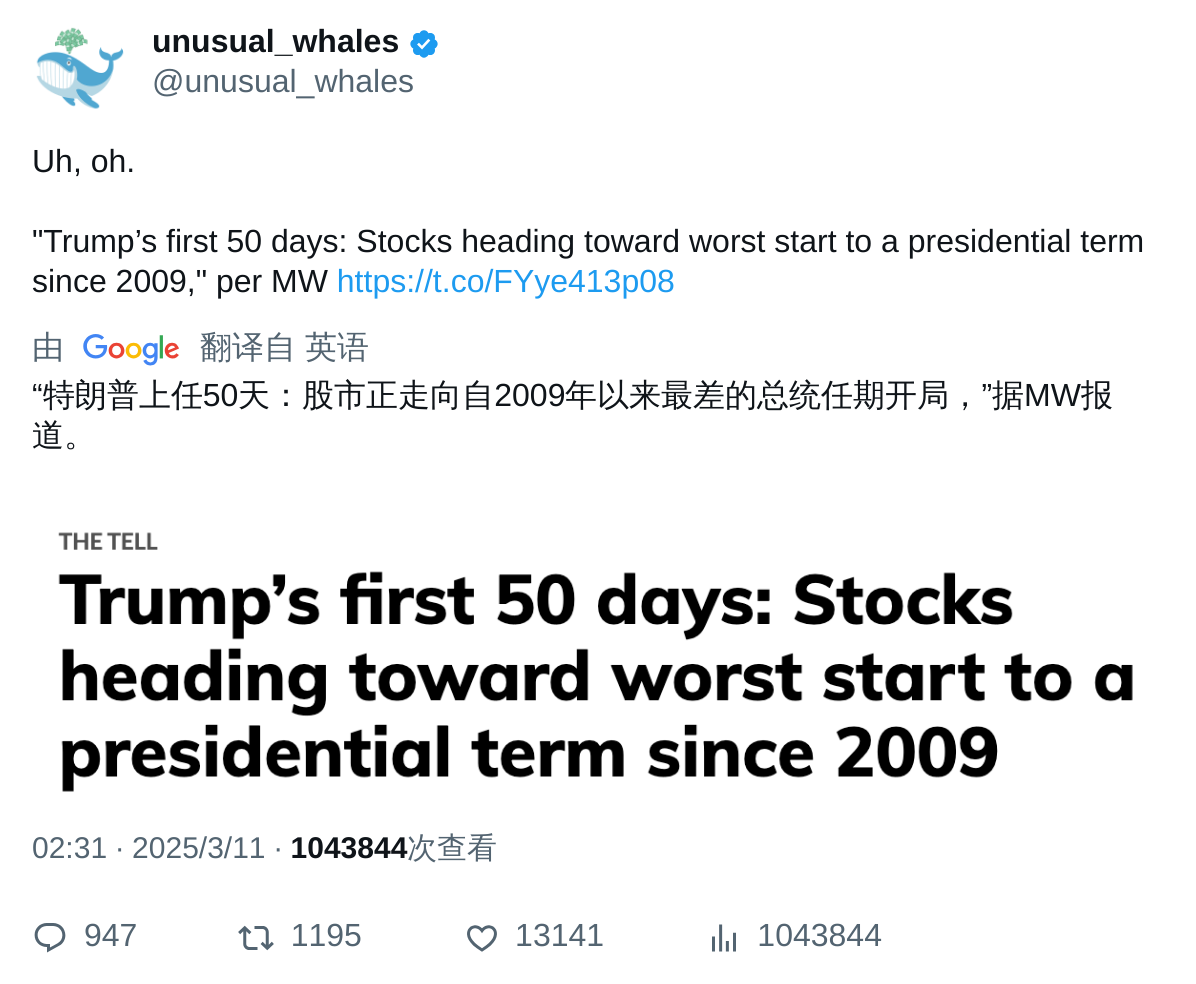 unusual_whales
@unusual_whales
Uh, oh.
"Trump’s first 50 days: Stocks heading toward worst start to a presidential term
since 2009," per MW https://t.co/FYye413p08
由 Google 翻译自 英语
“特朗普上任50天：股市正走向自2009年以来最差的总统任期开局，”据MW报
道。
THE TELL
Trump’s first 50 days: Stocks
heading toward worst start to a
presidential term since 2009
02:31 · 2025/3/11 · 1043844次查看
947 1195 13141 1043844